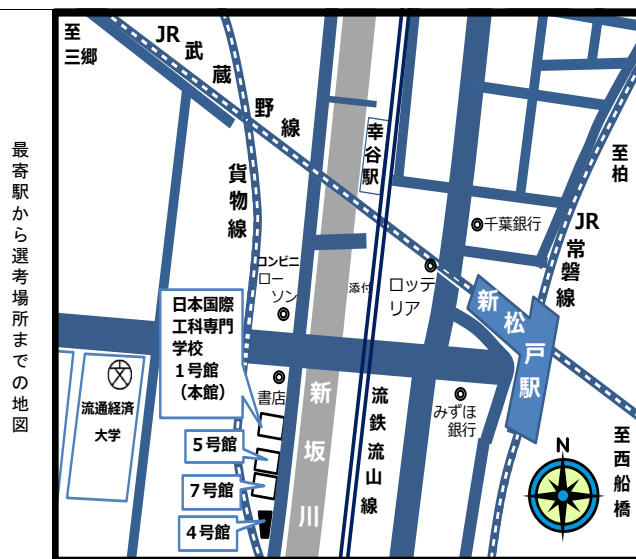 最寄駅から選考場所までの地図
至
三郷
JR武蔵野線
貨物線
幸谷駅
至柏
JR常磐線
千葉銀行
コンビニ
ローソン
添付
ロッテリア
新松戸駅
日本国際
工科専門
学校
1号館
(本館)
流通経済
大学
書店
新坂川
流鉄流山線
みずほ
銀行
5号館
7号館
4号館
N
至西船橋